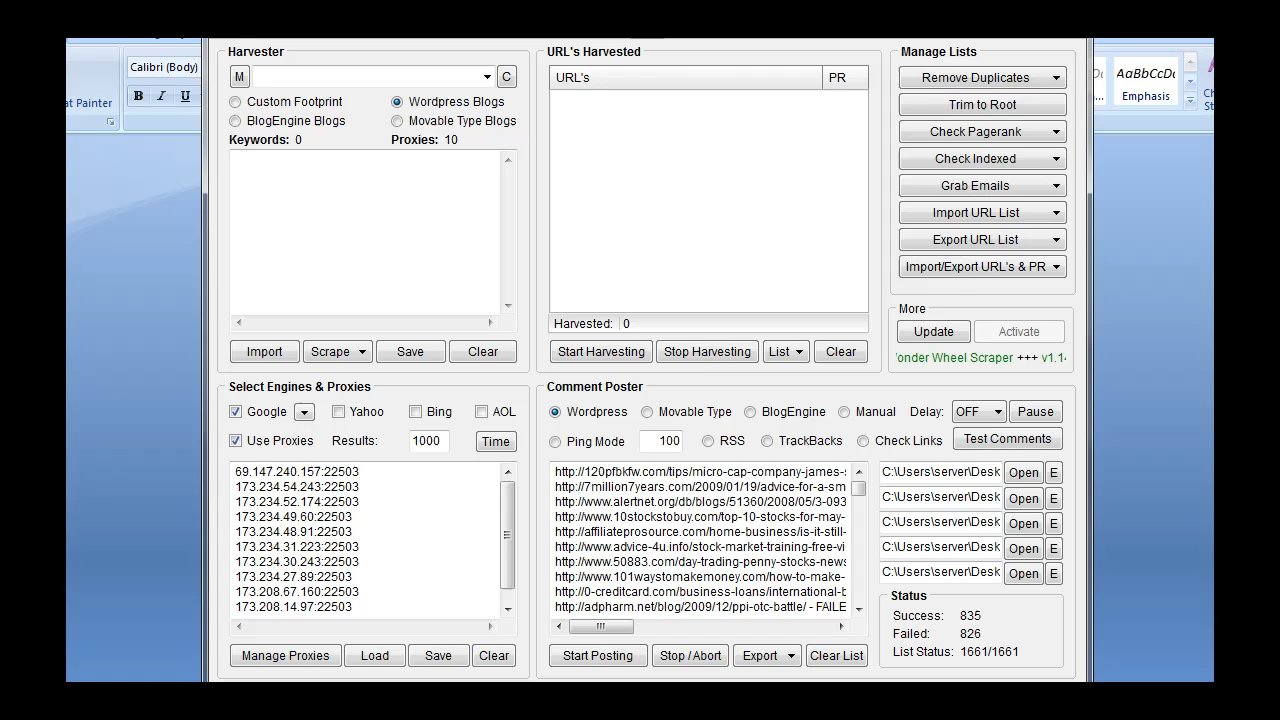 Calibri (Body)
at Painter
B I U
AaBbCcDc
Emphasis
Harvester
M
C
Custom Footprint
Wordpress Blogs
BlogEngine Blogs
Movable Type Blogs
Keywords: 0
Proxies: 10
Import
Scrape
Save
Clear
URL's Harvested
URL's
PR
Harvested: 0
Start Harvesting
Stop Harvesting
List
Clear
Manage Lists
Remove Duplicates
Trim to Root
Check Pagerank
Check Indexed
Grab Emails
Import URL List
Export URL List
Import/Export URL's & PR
More
Update
Activate
onder Wheel Scraper +++ v1.14
Select Engines & Proxies
Google
Yahoo
Bing
AOL
Use Proxies
Results: 1000
Time
69.147.240.157:22503
173.234.54.243:22503
173.234.52.174:22503
173.234.49.60:22503
173.234.48.91:22503
173.234.31.223:22503
173.234.30.243:22503
173.234.27.89:22503
173.208.67.160:22503
173.208.14.97:22503
Manage Proxies
Load
Save
Clear
Comment Poster
Wordpress
Movable Type
BlogEngine
Manual
Delay: OFF
Pause
Ping Mode
100
RSS
TrackBacks
Check Links
Test Comments
http://120pfbkfw.com/tips/micro-cap-company-james-
http://7million7years.com/2009/01/19/advice-for-a-sm
http://www.alertnet.org/db/blogs/51360/2008/05/3-093
http://www.10stockstobuy.com/top-10-stocks-for-may-
http://affiliateprosource.com/home-business/is-it-still-
http://www.advice-4u.info/stock-market-training-free-vi
http://www.50883.com/day-trading-penny-stocks-news
http://www.101waystomakemoney.com/how-to-make-
http://0-creditcard.com/business-loans/international-b
http://adpharm.net/blog/2009/12/ppi-otc-battle/ - FAILE
C:\Users\server\Desk Open E
C:\Users\server\Desk Open E
C:\Users\server\Desk Open E
C:\Users\server\Desk Open E
C:\Users\server\Desk Open E
Status
Success: 835
Failed: 826
List Status: 1661/1661
Start Posting
Stop / Abort
Export
Clear List